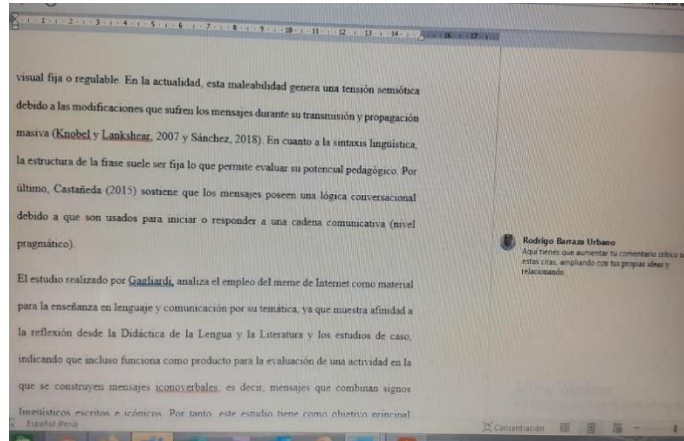 visual fija o regulable. En la actualidad, esta maleabilidad genera una tensión semiótica
debido a las modificaciones que sufren los mensajes durante su transmisión y propagación
masiva (Knobel y Lankshear, 2007 y Sánchez, 2018). En cuanto a la sintaxis lingüística,
la estructura de la frase suele ser fija lo que permite evaluar su potencial pedagógico. Por
último, Castañeda (2015) sostiene que los mensajes poseen una lógica conversacional
debido a que son usados para iniciar o responder a una cadena comunicativa (nivel
pragmático).
El estudio realizado por Gagliardi, analiza el empleo del meme de Internet como material
para la enseñanza en lenguaje y comunicación por su temática, ya que muestra afinidad a
la reflexión desde la Didáctica de la Lengua y la Literatura y los estudios de caso,
indicando que incluso funciona como producto para la evaluación de una actividad en la
que se construyen mensajes iconoverbales, es decir, mensajes que combinan signos
lingüísticos escritos e icónicos. Por tanto, este estudio tiene como objetivo principal
Rodrigo Barraza Urbano
Aquí tienes que aumentar tu comentario crítico
estas citas, ampliando con tus propias ideas y
relacionando.
Español (Perú)
Concentración